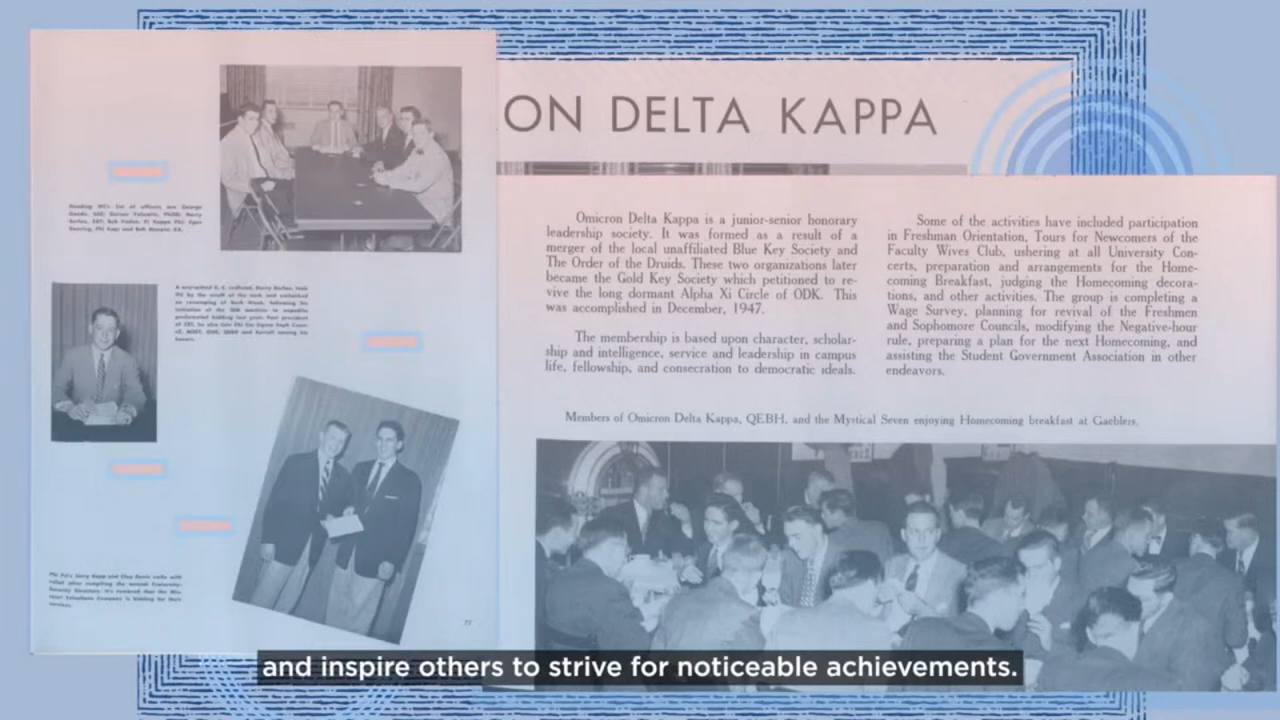 ON DELTA KAPPA
Omicron Delta Kappa is a junior-senior honorary
leadership society. It was formed as a result of a
merger of the local unaffiliated Blue Key Society and
The Order of the Druids. These two organizations later
became the Gold Key Society which petitioned to re-
vive the long dormant Alpha Xi Circle of ODK. This
was accomplished in December, 1947.
The membership is based upon character, scholar-
ship and intelligence, service and leadership in campus
life, fellowship, and consecration to democratic ideals.
Some of the activities have included participation
in Freshman Orientation, Tours for Newcomers of the
Faculty Wives Club, ushering at all University Con-
certs, preparation and arrangements for the Home-
coming Breakfast, judging the Homecoming decora-
tions, and other activities. The group is completing a
Wage Survey, planning for revival of the Freshmen
and Sophomore Councils, modifying the Negative-hour
rule, preparing a plan for the next Homecoming, and
assisting the Student Government Association in other
endeavors.
Members of Omicron Delta Kappa, QEBH, and the Mystical Seven enjoying Homecoming breakfast at Gaeblers.
77
and inspire others to strive for noticeable achievements.